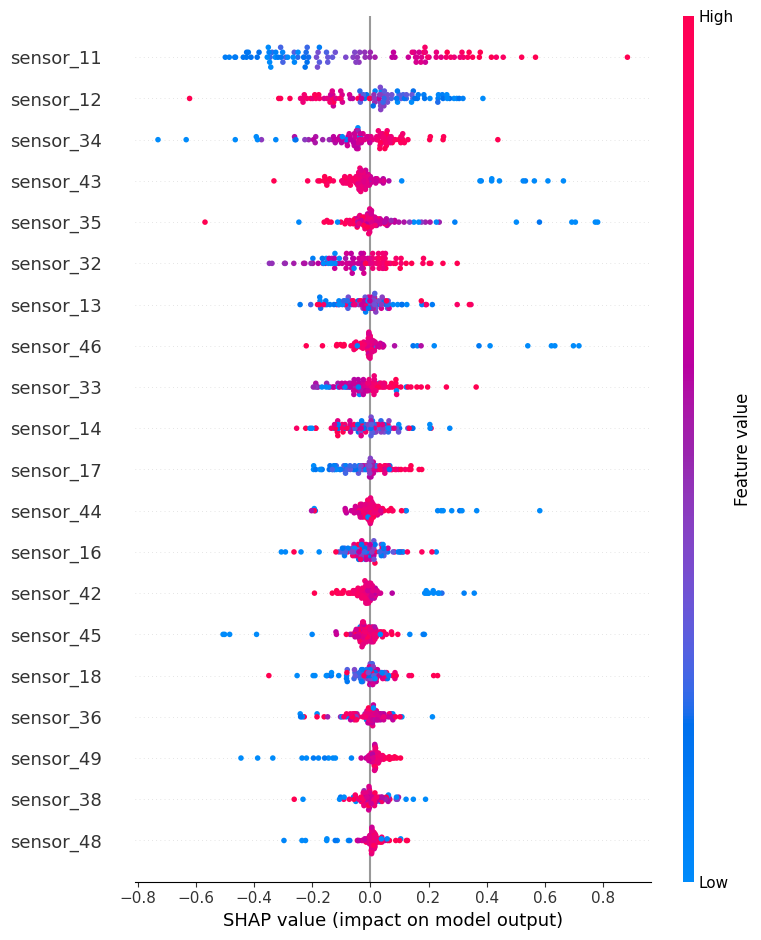 High
sensor_11
sensor_12
sensor_34
sensor_43
sensor_35
sensor_32
sensor_13
sensor_46
sensor_33
sensor_14
sensor_17
sensor_44
sensor_16
sensor_42
sensor_45
sensor_18
sensor_36
sensor_49
sensor_38
sensor_48
Feature value
Low
−0.8 −0.6 −0.4 −0.2 0.0 0.2 0.4 0.6 0.8
SHAP value (impact on model output)